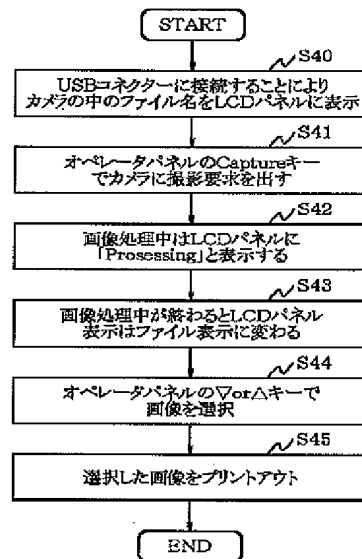 START
S40
USBコネクターに接続することにより
カメラの中のファイル名をLCDパネルに表示
S41
オペレータパネルのCaptureキー
でカメラに撮影要求を出す
S42
画像処理中はLCDパネルに
「Prosessing」と表示する
S43
画像処理中が終わるとLCDパネル
表示はファイル表示に変わる
S44
オペレータパネルの▽or△キーで
画像を選択
S45
選択した画像をプリントアウト
END